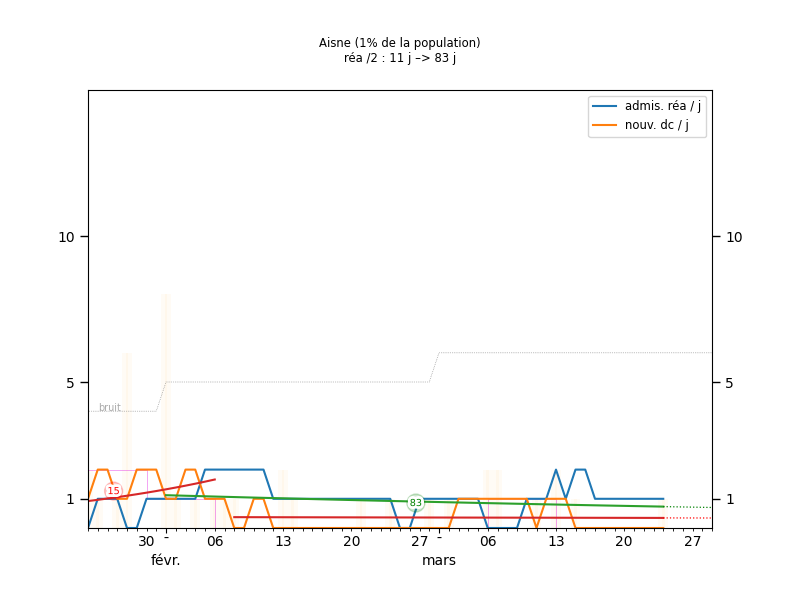 Aisne (1% de la population)
réa /2 : 11 j –> 83 j
admis. réa / j
nouv. dc / j
10 10
5 5
bruit
15
83
1 1
30 - 06 13 20 27 - 06 13 20 27
févr. mars